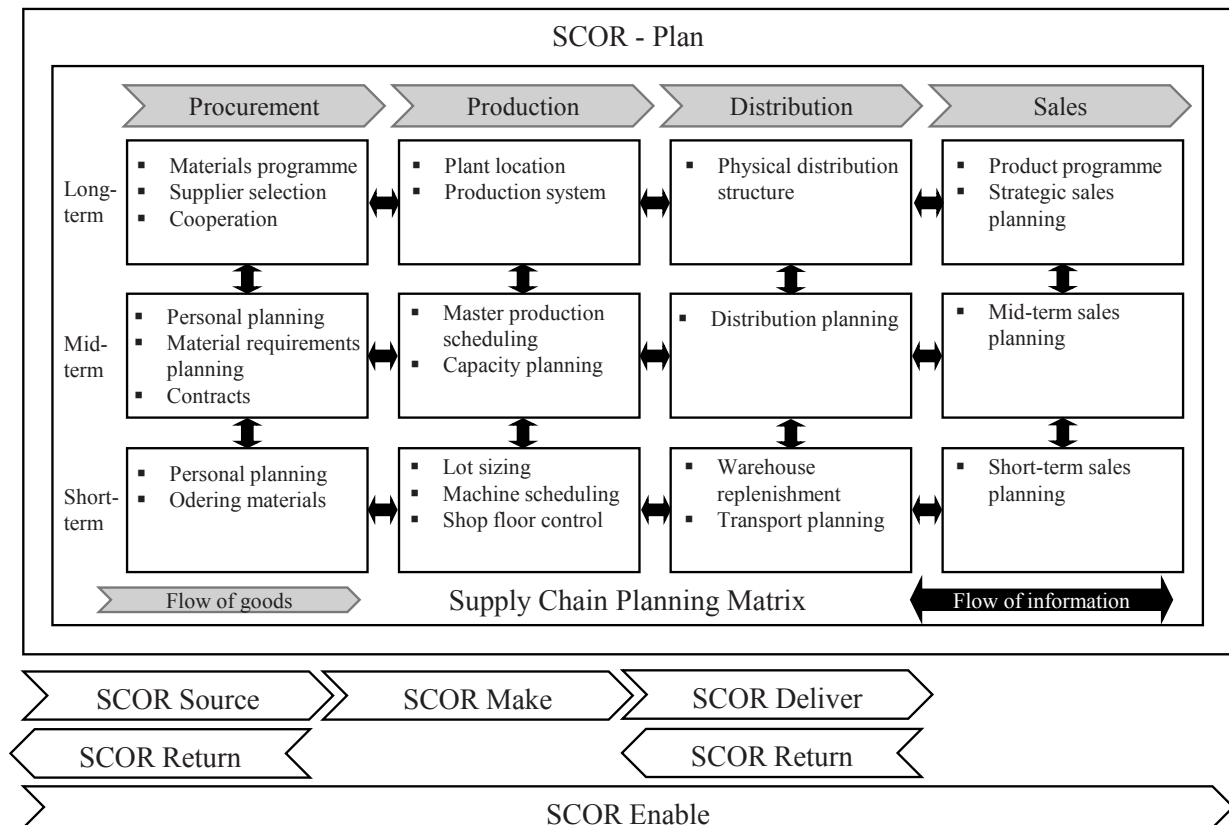 SCOR - Plan
Procurement
Production
Distribution
Sales
Long-
term
▪ Materials programme
▪ Supplier selection
▪ Cooperation
▪ Plant location
▪ Production system
▪ Physical distribution
structure
▪ Product programme
▪ Strategic sales
planning
Mid-
term
▪ Personal planning
▪ Material requirements
planning
▪ Contracts
▪ Master production
scheduling
▪ Capacity planning
▪ Distribution planning
▪ Mid-term sales
planning
Short-
term
▪ Personal planning
▪ Odering materials
▪ Lot sizing
▪ Machine scheduling
▪ Shop floor control
▪ Warehouse
replenishment
▪ Transport planning
▪ Short-term sales
planning
Flow of goods
Supply Chain Planning Matrix
Flow of information
SCOR Source
SCOR Make
SCOR Deliver
SCOR Return
SCOR Return
SCOR Enable